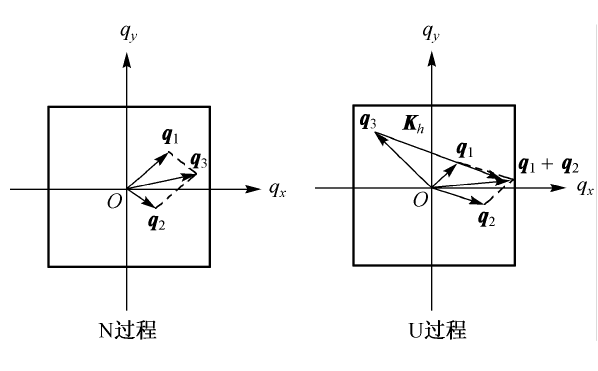 q_y
q_1
q_3
q_x
O
q_2
N过程
q_y
q_3
K_h
q_1
q_1 + q_2
q_x
O
q_2
U过程